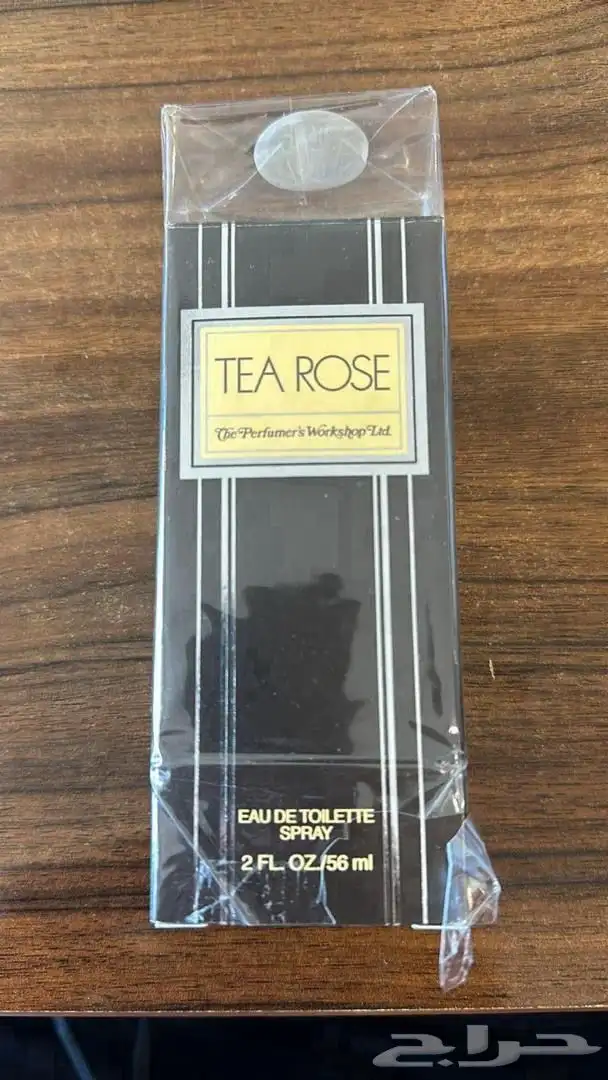 TEA ROSE
The Perfumer's Workshop Ltd.
EAU DE TOILETTE
SPRAY
2 FL. OZ./56 ml
حراج